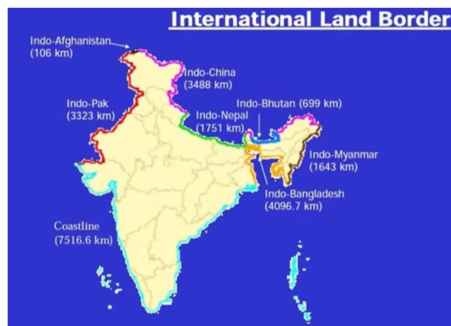 International Land Border
Indo-Afghanistan
(106 km)
Indo-China
(3488 km)
Indo-Pak
(3323 km)
Indo-Nepal
(1751 km)
Indo-Bhutan (699 km)
Indo-Myanmar
(1643 km)
Indo-Bangladesh
(4096.7 km)
Coastline
(7516.6 km)